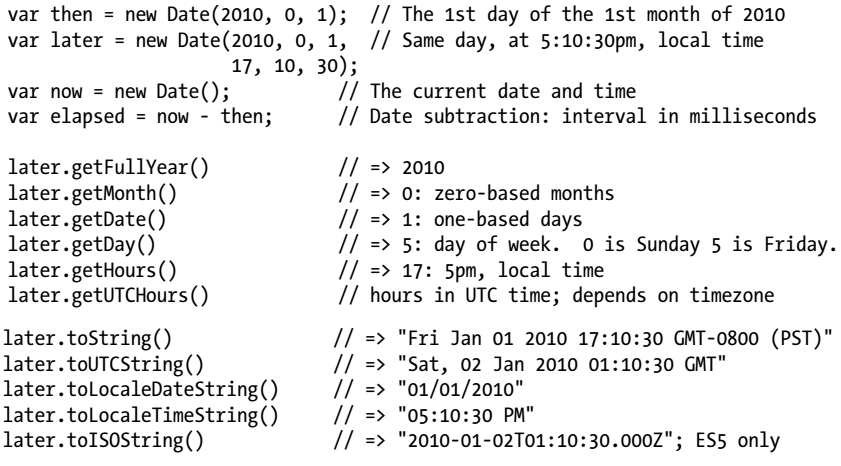 var then = new Date(2010, 0, 1);  // The 1st day of the 1st month of 2010
var later = new Date(2010, 0, 1,  // Same day, at 5:10:30pm, local time
                     17, 10, 30);
var now = new Date();          // The current date and time
var elapsed = now - then;      // Date subtraction: interval in milliseconds
later.getFullYear()            // => 2010
later.getMonth()               // => 0: zero-based months
later.getDate()                // => 1: one-based days
later.getDay()                 // => 5: day of week.  0 is Sunday 5 is Friday.
later.getHours()               // => 17: 5pm, local time
later.getUTCHours()            // hours in UTC time; depends on timezone
later.toString()               // => "Fri Jan 01 2010 17:10:30 GMT-0800 (PST)"
later.toUTCString()            // => "Sat, 02 Jan 2010 01:10:30 GMT"
later.toLocaleDateString()     // => "01/01/2010"
later.toLocaleTimeString()     // => "05:10:30 PM"
later.toISOString()            // => "2010-01-02T01:10:30.000Z"; ES5 only